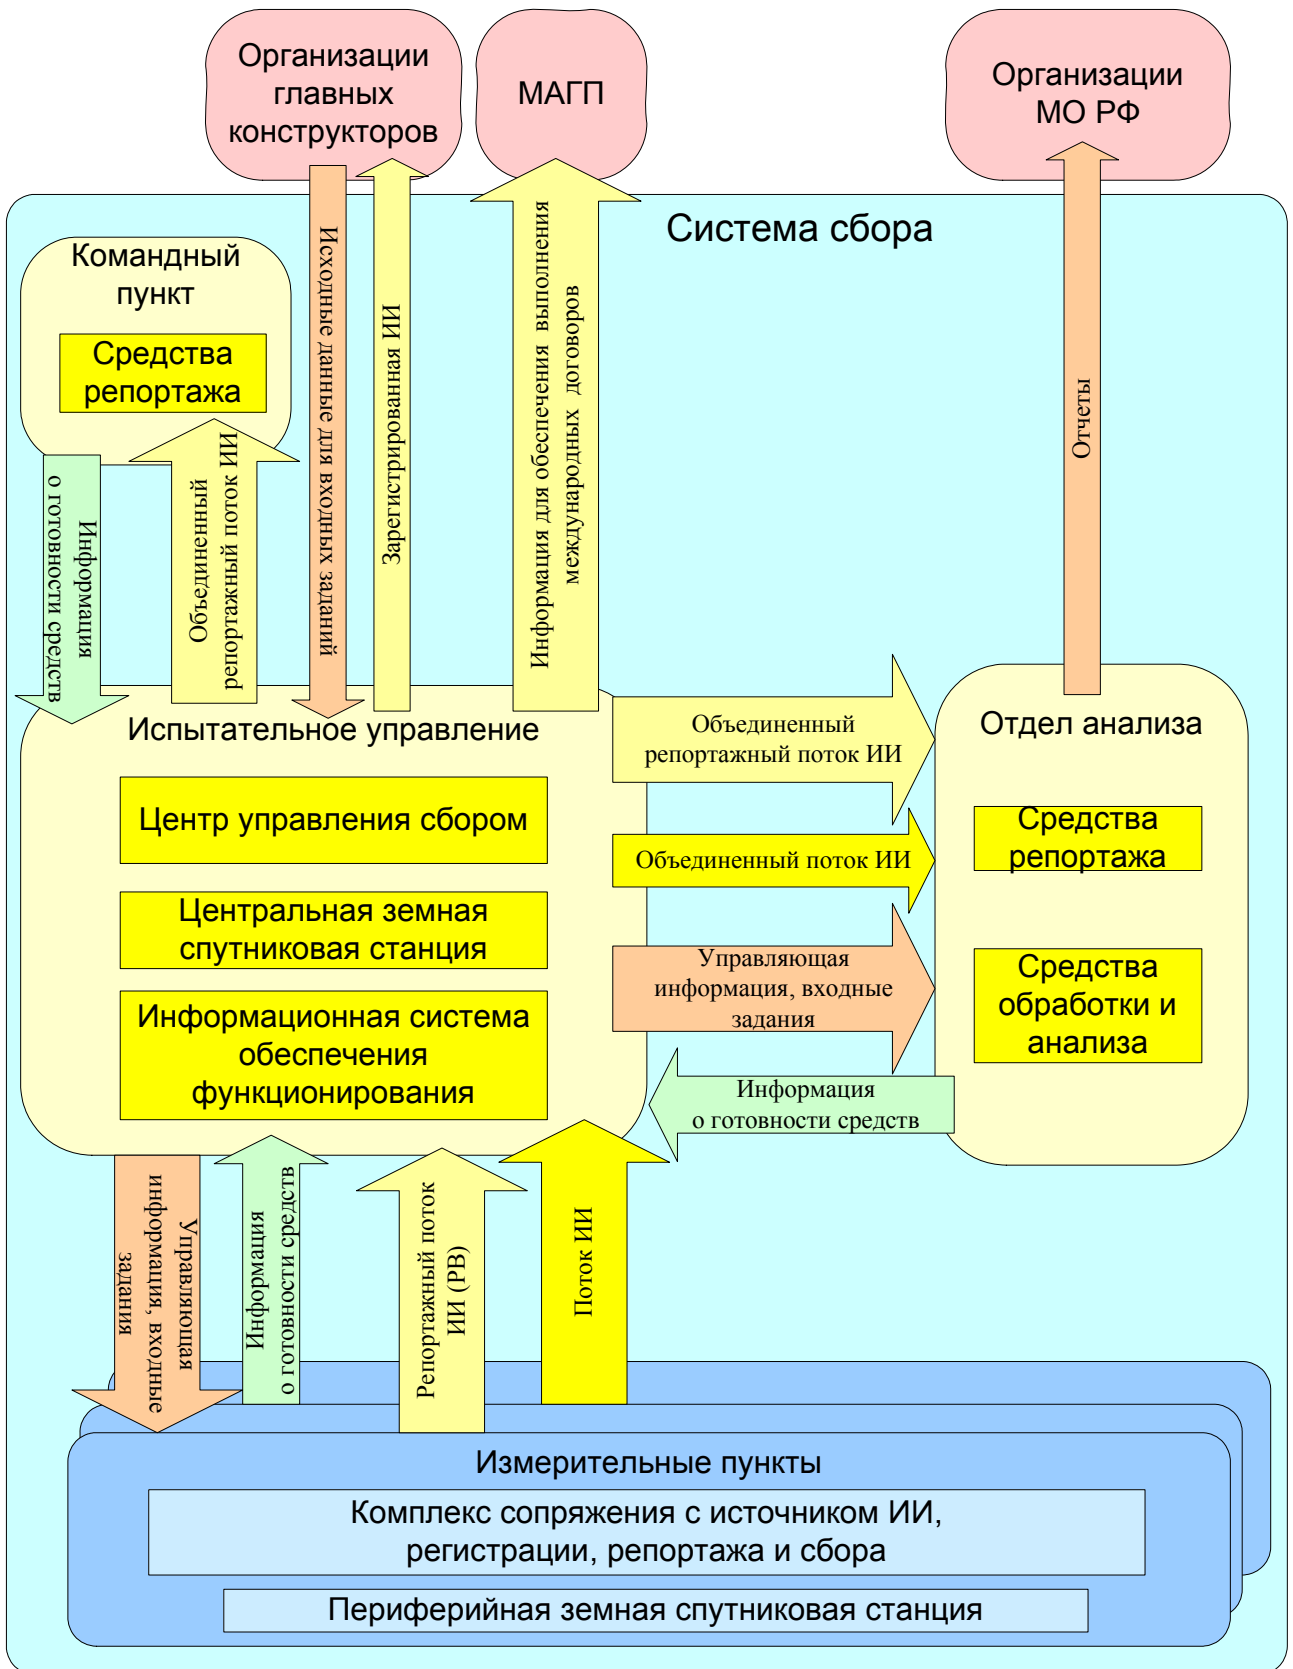 Организации
главных
конструкторов
МАГП
Организации
МО РФ
Система сбора
Командный
пункт
Средства
репортажа
Информация
о готовности средств
Объединенный
репортажный поток ИИ
Исходные данные для входных заданий
Зарегистрированная ИИ
Информация для обеспечения выполнения
международных договоров
Отчеты
Испытательное управление
Центр управления сбором
Центральная земная
спутниковая станция
Информационная система
обеспечения
функционирования
Объединенный
репортажный поток ИИ
Объединенный поток ИИ
Управляющая
информация, входные
задания
Информация
о готовности средств
Отдел анализа
Средства
репортажа
Средства
обработки и
анализа
Управляющая
информация, входные
задания
Информация
о готовности средств
Репортажный поток
ИИ (РВ)
Поток ИИ
Измерительные пункты
Комплекс сопряжения с источником ИИ,
регистрации, репортажа и сбора
Периферийная земная спутниковая станция